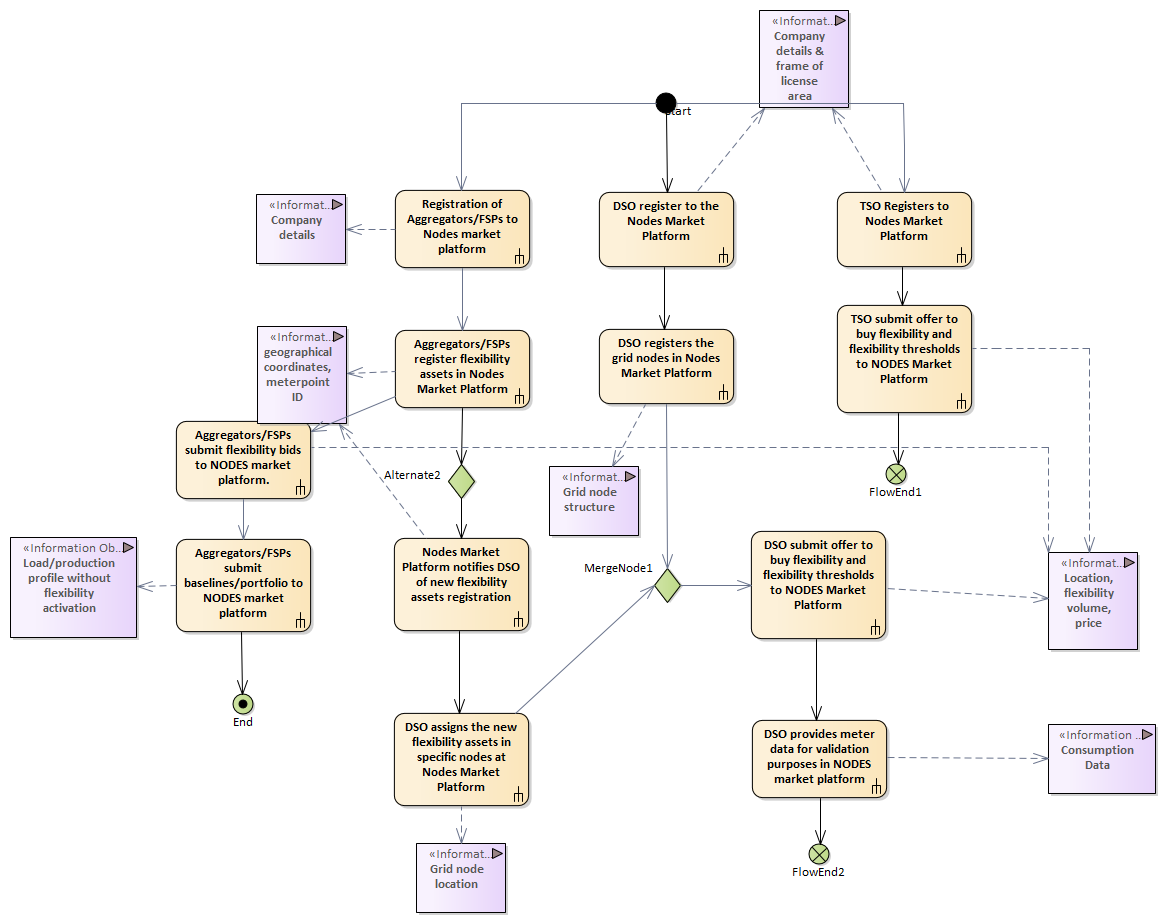 «Informat...
Company
details &
frame of
license
area
Start
«Informat...
Company
details
Registration of
Aggregators/FSPs to
Nodes market
platform
DSO register to the
Nodes Market
Platform
TSO Registers to
Nodes Market
Platform
«Informat...
geographical
coordinates,
meterpoint
ID
Aggregators/FSPs
register flexibility
assets in Nodes
Market Platform
DSO registers the
grid nodes in Nodes
Market Platform
TSO submit offer to
buy flexibility and
flexibility thresholds
to NODES Market
Platform
Aggregators/FSPs
submit flexibility bids
to NODES market
platform.
Alternate2
«Informat...
Grid node
structure
FlowEnd1
«Information Ob...
Load/production
profile without
flexibility
activation
Aggregators/FSPs
submit
baselines/portfolio to
NODES market
platform
Nodes Market
Platform notifies DSO
of new flexibility
assets registration
MergeNode1
DSO submit offer to
buy flexibility and
flexibility thresholds
to NODES Market
Platform
«Informat...
Location,
flexibility
volume,
price
End
DSO assigns the new
flexibility assets in
specific nodes at
Nodes Market
Platform
DSO provides meter
data for validation
purposes in NODES
market platform
«Information ...
Consumption
Data
«Informat...
Grid node
location
FlowEnd2